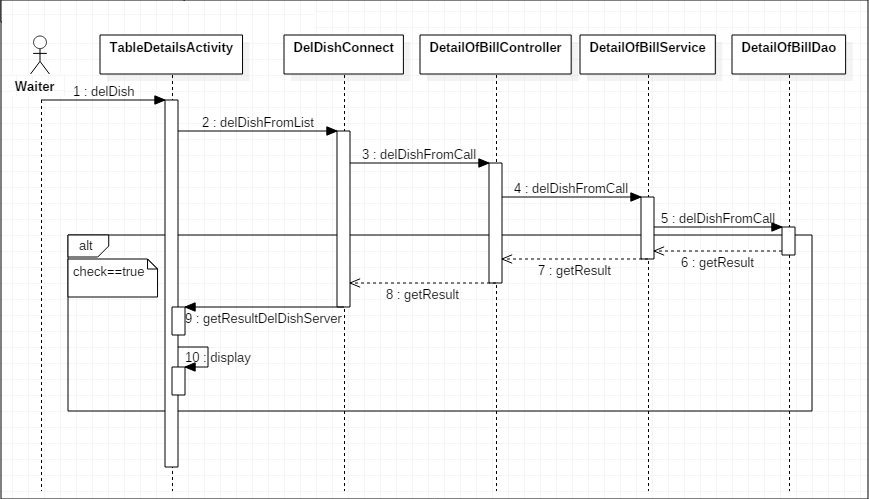 TableDetailsActivity
DelDishConnect
DetailOfBillController
DetailOfBillService
DetailOfBillDao
Waiter
1 : delDish
2 : delDishFromList
3 : delDishFromCall
4 : delDishFromCall
5 : delDishFromCall
alt
check==true
6 : getResult
7 : getResult
8 : getResult
9 : getResultDelDishServer
10 : display